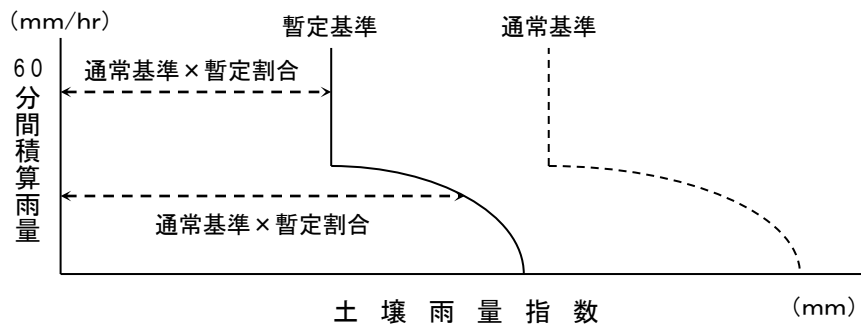 (mm/hr)
60分間積算雨量
暫定基準
通常基準
通常基準×暫定割合
通常基準×暫定割合
土壌雨量指数
(mm)